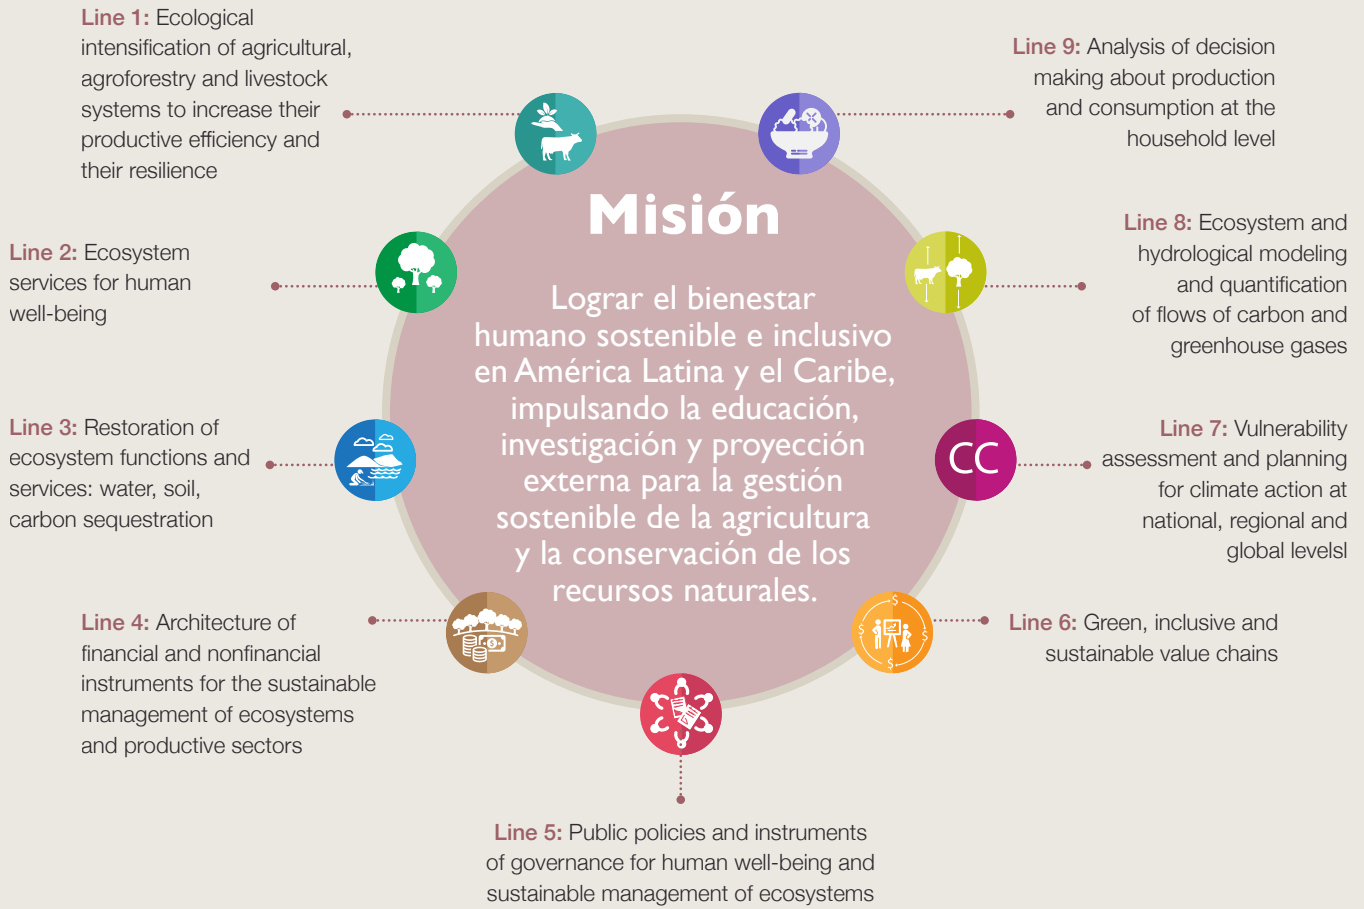 Line 1: Ecological
intensification of agricultural,
agroforestry and livestock
systems to increase their
productive efficiency and
their resilience
Line 2: Ecosystem
services for human
well-being
Line 3: Restoration of
ecosystem functions and
services: water, soil,
carbon sequestration
Line 4: Architecture of
financial and nonfinancial
instruments for the sustainable
management of ecosystems
and productive sectors
Line 5: Public policies and instruments
of governance for human well-being and
sustainable management of ecosystems
Line 6: Green, inclusive and
sustainable value chains
Line 7: Vulnerability
assessment and planning
for climate action at
national, regional and
global levelsl
Line 8: Ecosystem and
hydrological modeling
and quantification
of flows of carbon and
greenhouse gases
Line 9: Analysis of decision
making about production
and consumption at the
household level
Misión
Lograr el bienestar
humano sostenible e inclusivo
en América Latina y el Caribe,
impulsando la educación,
investigación y proyección
externa para la gestión
sostenible de la agricultura
y la conservación de los
recursos naturales.
CC
$
$
$
$
$